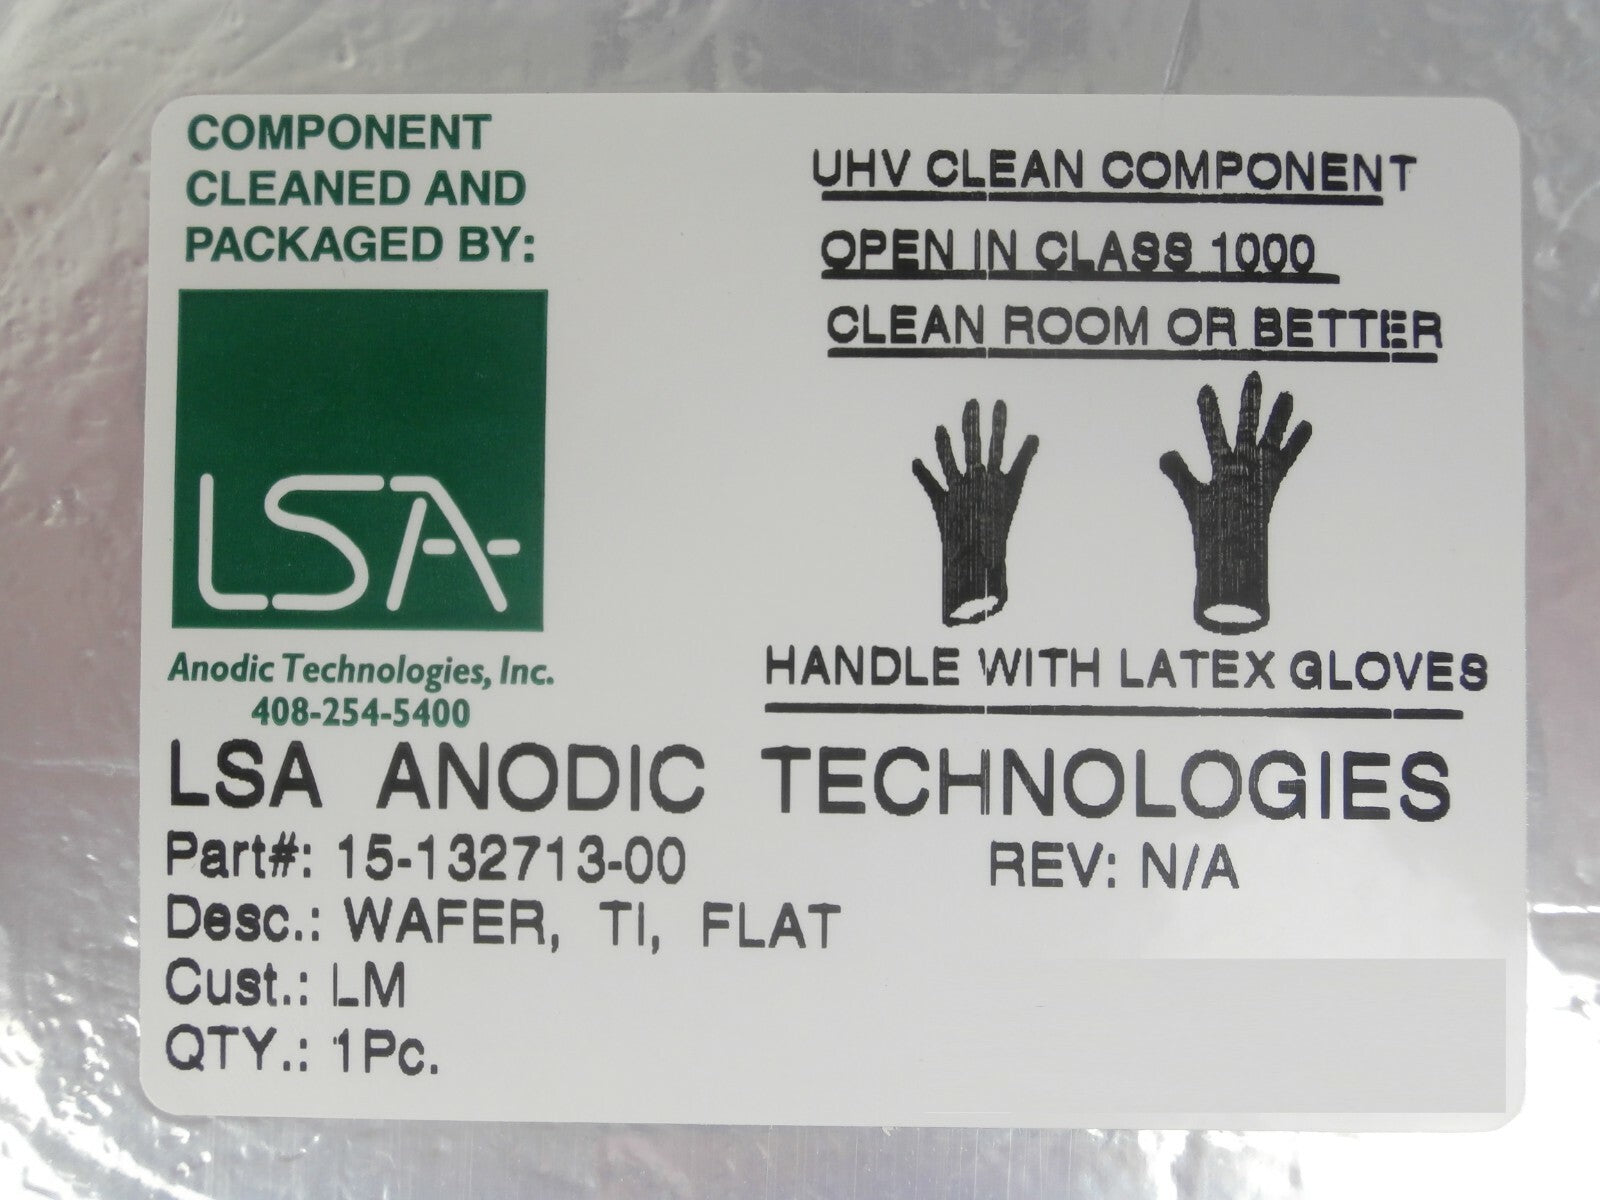 COMPONENT
CLEANED AND
PACKAGED BY:
LSA
Anodic Technologies, Inc.
408-254-5400
UHV CLEAN COMPONENT
OPEN IN CLASS 1000
CLEAN ROOM OR BETTER
HANDLE WITH LATEX GLOVES
LSA ANODIC TECHNOLOGIES
Part#: 15-132713-00 REV: N/A
Desc.: WAFER, TI, FLAT
Cust.: LM
QTY.: 1Pc.